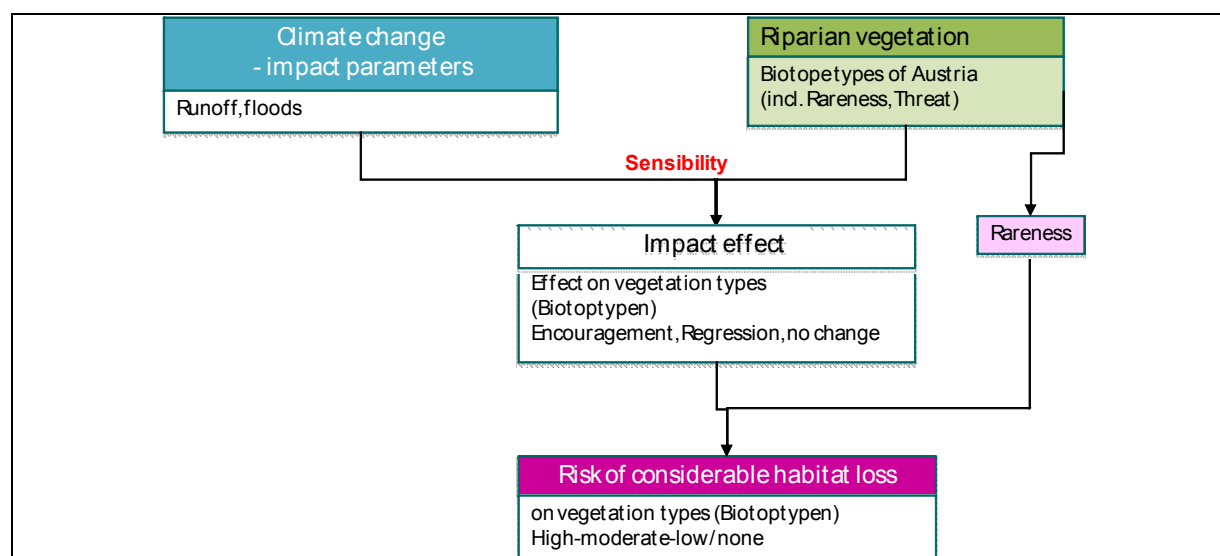 Climate change
- impact parameters
Runoff, floods
Riparian vegetation
Biotope types of Austria
(incl. Rareness, Threat)
Sensibility
Rareness
Impact effect
Effect on vegetation types
(Biotoptypen)
Encouragement, Regression, no change
Risk of considerable habitat loss
on vegetation types (Biotoptypen)
High-moderate-low/none